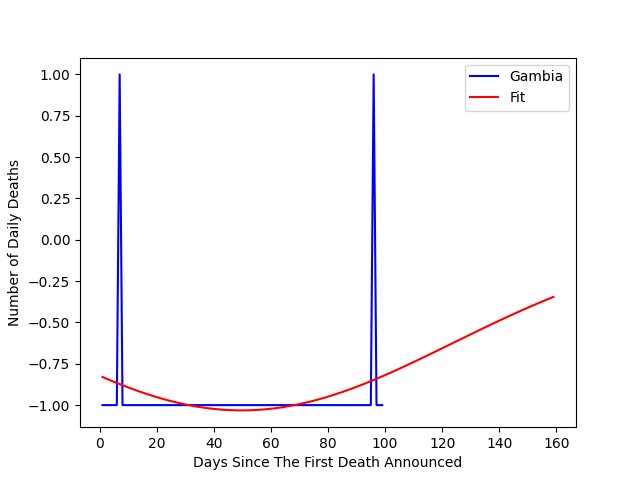 Gambia
Fit
1.00
0.75
0.50
0.25
0.00
−0.25
−0.50
−0.75
−1.00
Number of Daily Deaths
0 20 40 60 80 100 120 140 160
Days Since The First Death Announced